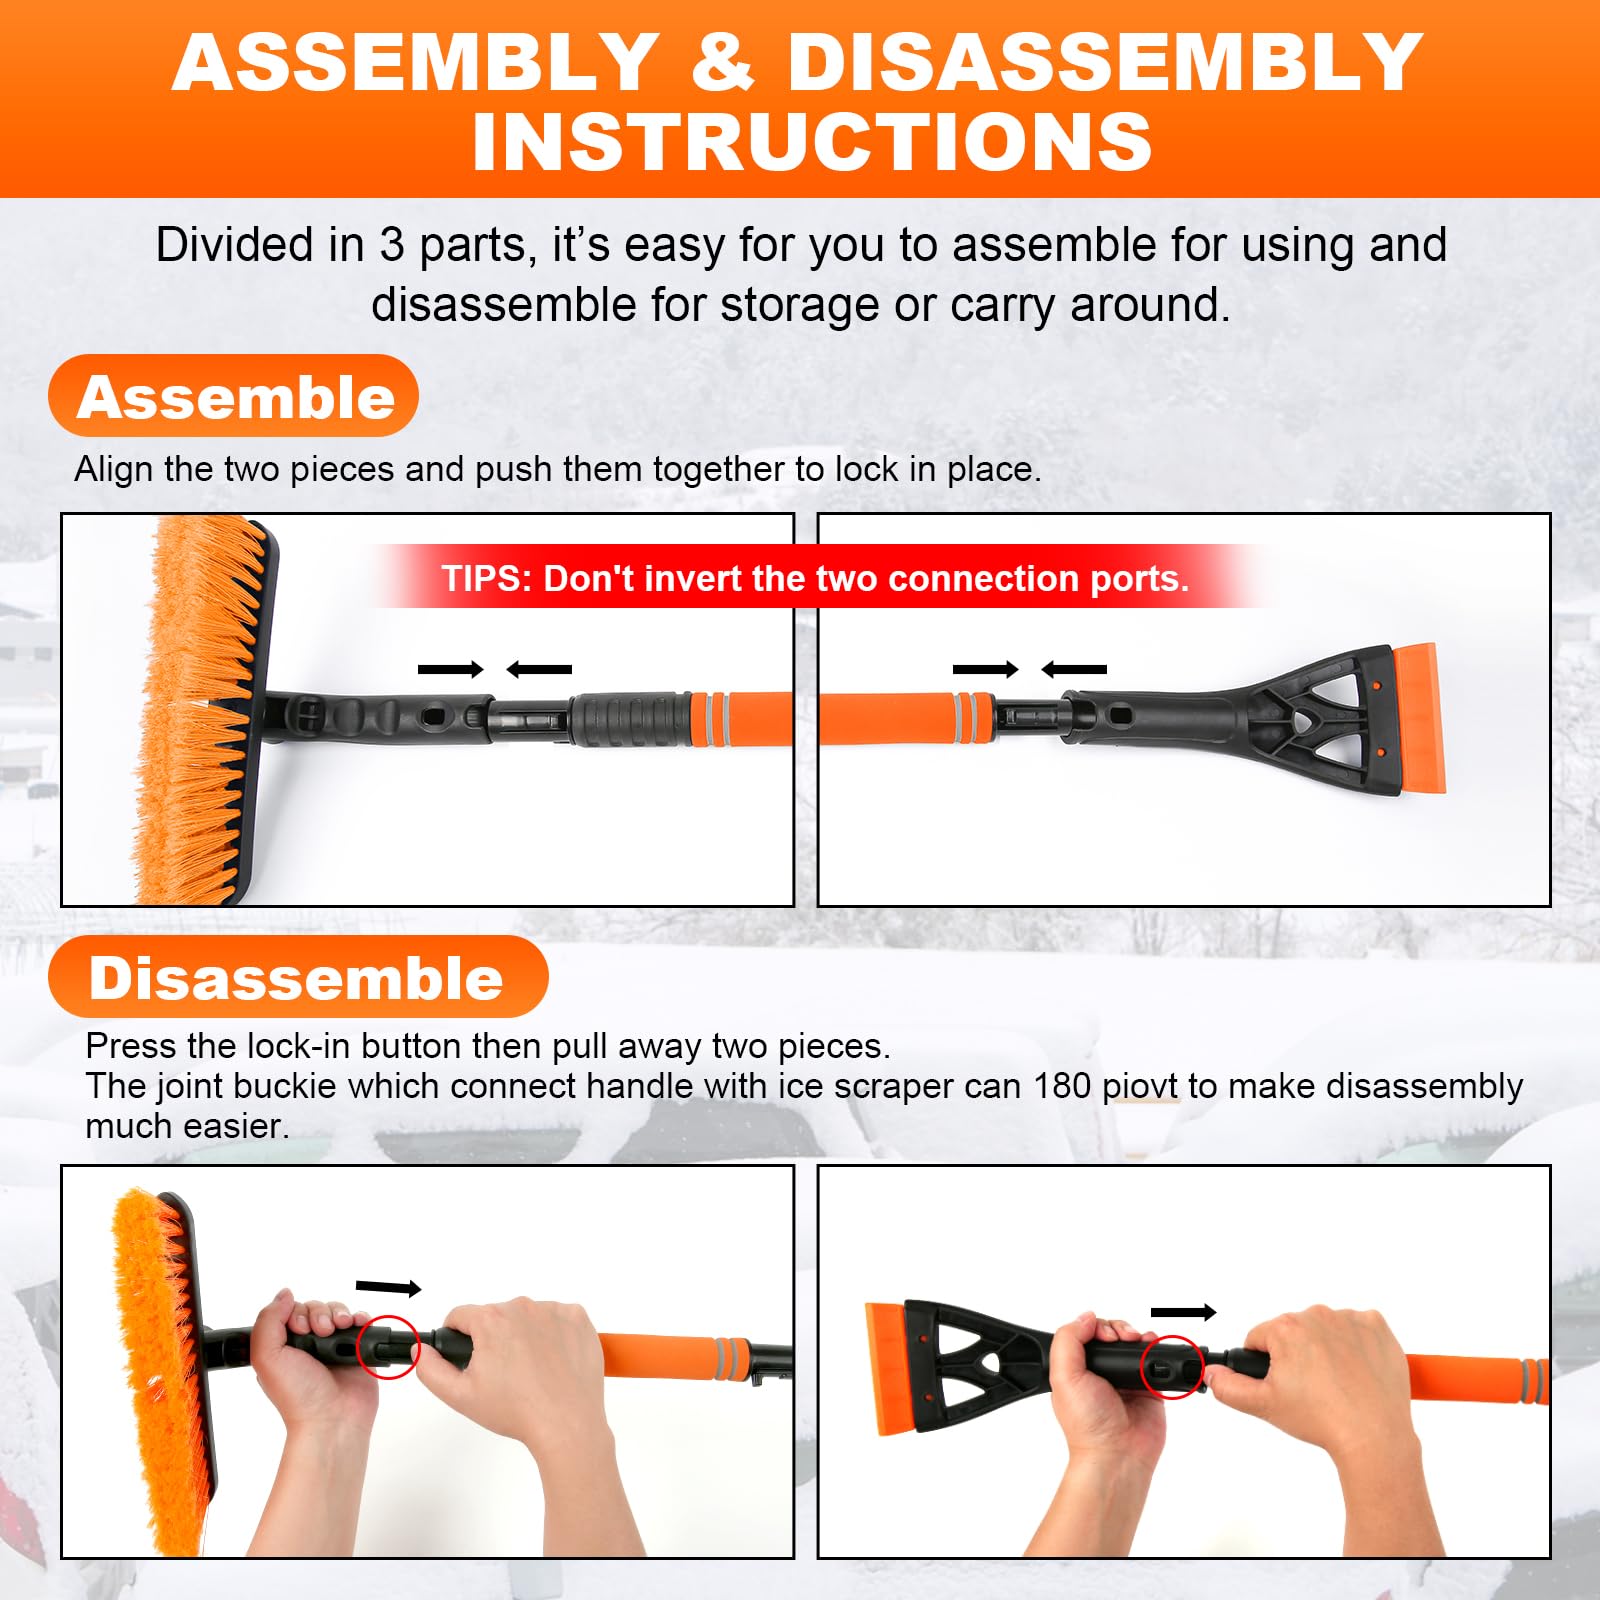 ASSEMBLY & DISASSEMBLY
INSTRUCTIONS
Divided in 3 parts, it’s easy for you to assemble for using and
disassemble for storage or carry around.
Assemble
Align the two pieces and push them together to lock in place.
TIPS: Don't invert the two connection ports.
Disassemble
Press the lock-in button then pull away two pieces.
The joint buckie which connect handle with ice scraper can 180 piovt to make disassembly
much easier.